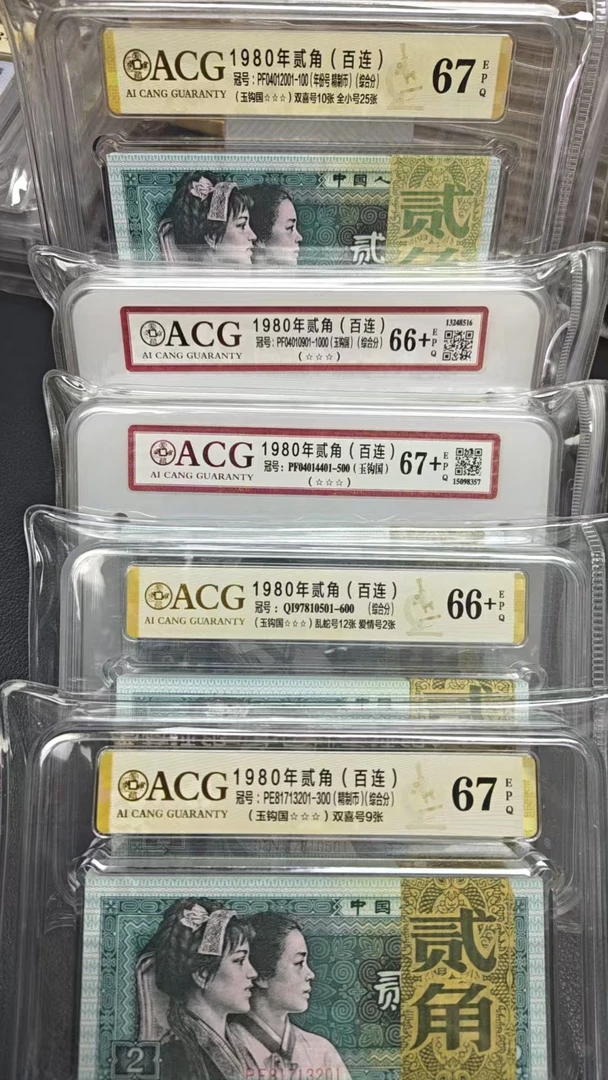 ACG
AI CANG GUARANTY
1980年贰角（百连）
冠号：PF04012001-100（年份号 精制币）（综合分）
（玉钩国☆☆☆）双喜号10张 全小号25张
67
EPQ
中国人
贰
贰
ACG
AI CANG GUARANTY
1980年贰角（百连）
冠号：PF04010901-1000（玉钩国）（综合分）
（☆☆☆）
66+
EPQ
13248516
ACG
AI CANG GUARANTY
1980年贰角（百连）
冠号：PF04014401-500（玉钩国）
（☆☆☆）
67+
EPQ
15098357
ACG
AI CANG GUARANTY
1980年贰角（百连）
冠号：QI97810501-600 （综合分）
（玉钩国☆☆☆）乱蛇号12张 爱情号2张
66+
EPQ
ACG
AI CANG GUARANTY
1980年贰角（百连）
冠号：PE81713201-300（精制币）（综合分）
（玉钩国☆☆☆）双喜号9张
67
EPQ
中国
贰
贰角
2
PE81713201